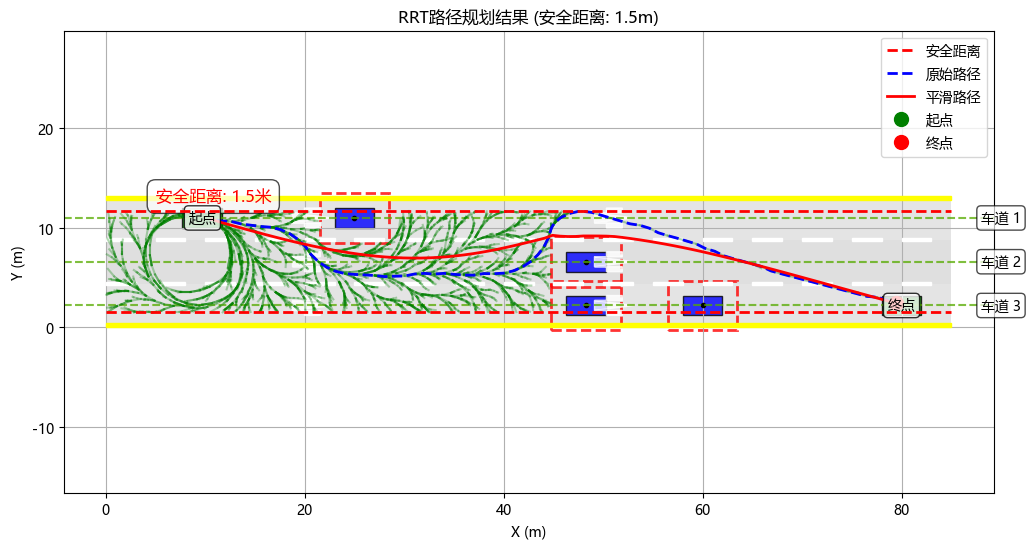 RRT路径规划结果 (安全距离: 1.5m)
安全距离
原始路径
平滑路径
起点
终点
安全距离: 1.5米
起点
车道 1
车道 2
终点
车道 3
20
10
0
-10
Y (m)
0
20
40
60
80
X (m)